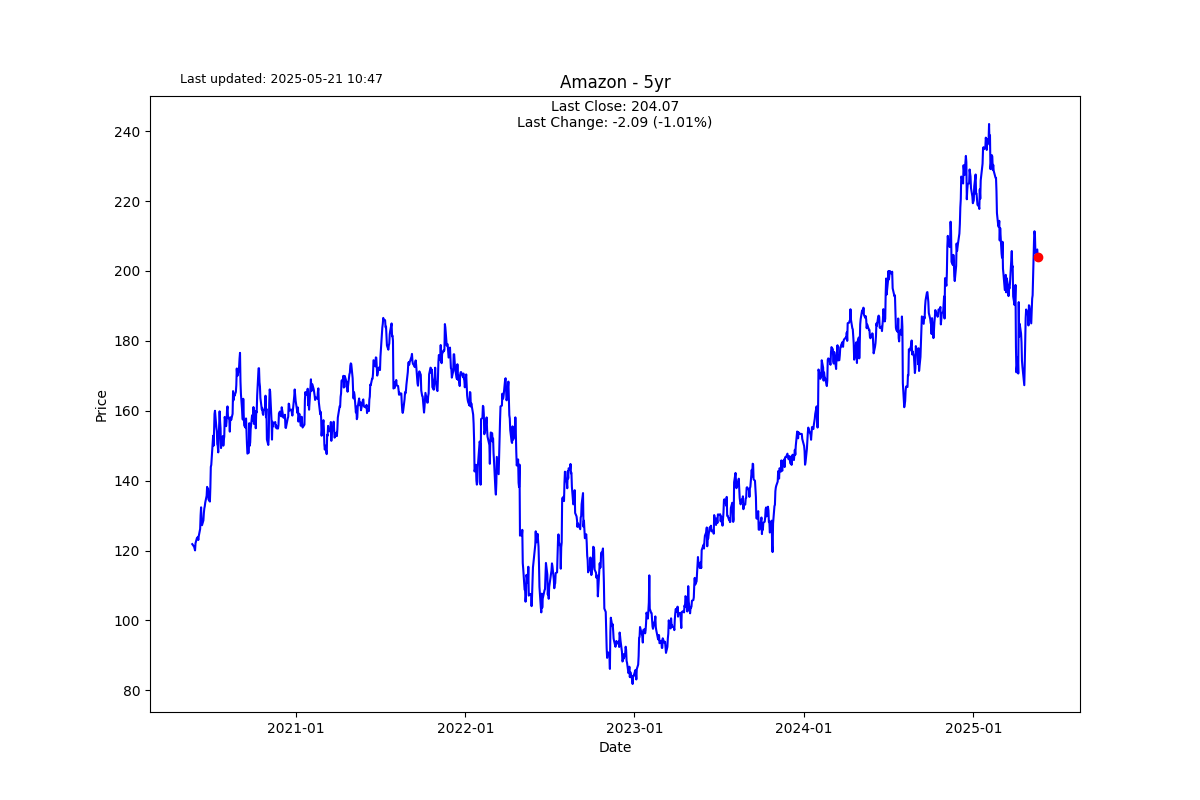 Last updated: 2025-05-21 10:47
Amazon - 5yr
Last Close: 204.07
Last Change: -2.09 (-1.01%)
240
220
200
180
160
140
120
100
80
Price
2021-01
2022-01
2023-01
2024-01
2025-01
Date